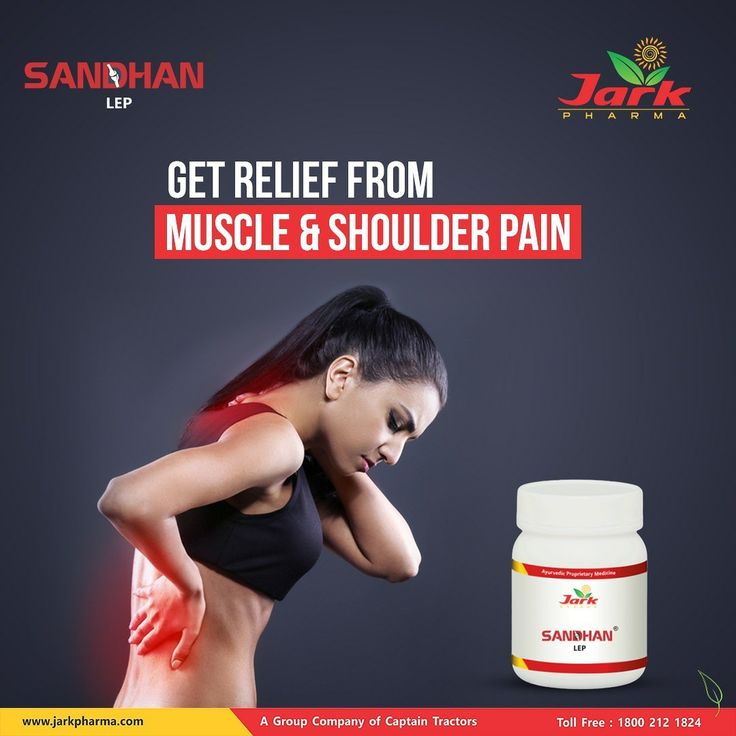 SANDHAN
LEP
Jark
PHARMA
GET RELIEF FROM
MUSCLE & SHOULDER PAIN
Ayurvedic Proprietary Medicine
Jark
PHARMA
SANDHAN®
LEP
www.jarkpharma.com
A Group Company of Captain Tractors
Toll Free : 1800 212 1824